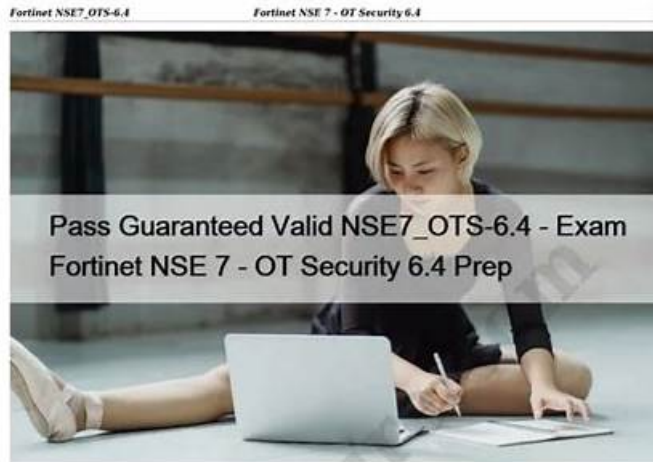 Fortinet NSE7_OTS-6.4 Fortinet NSE 7 - OT Security 6.4
Pass Guaranteed Valid NSE7_OTS-6.4 - Exam
Fortinet NSE 7 - OT Security 6.4 Prep